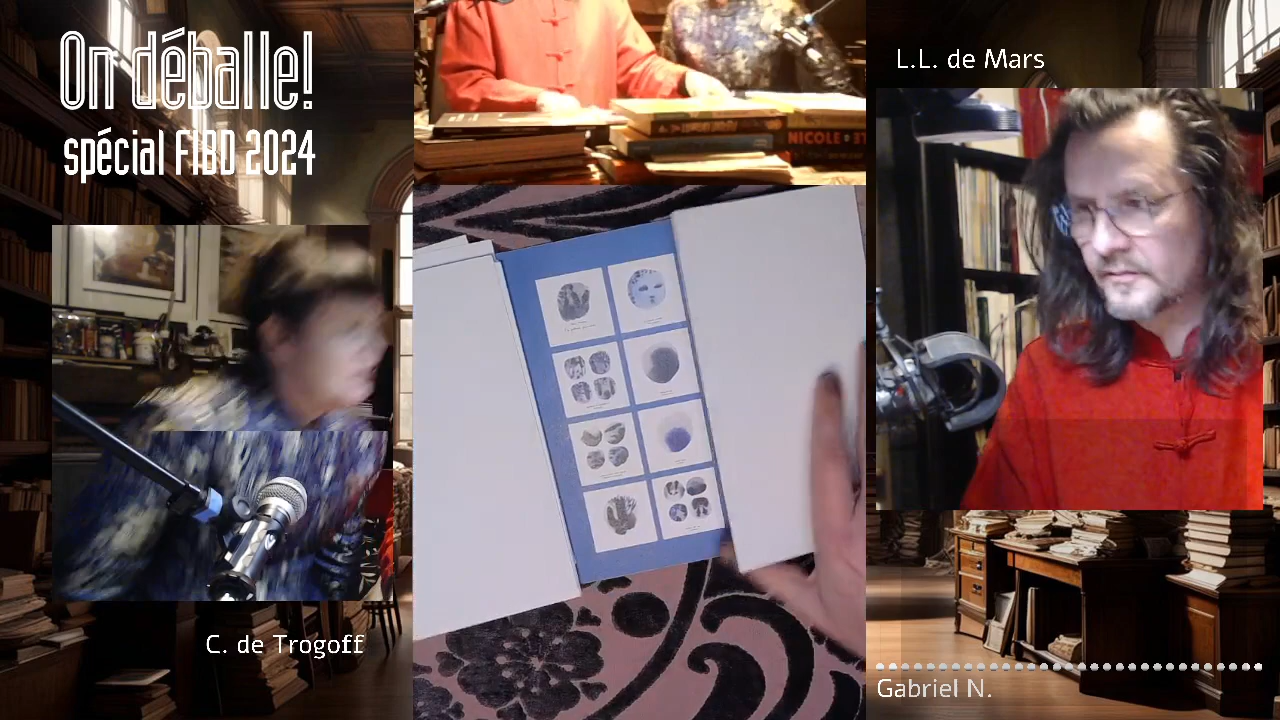 On déballe!
spécial FIBD 2024
L.L. de Mars
NICOLE
C. de Trogoff
Gabriel N.